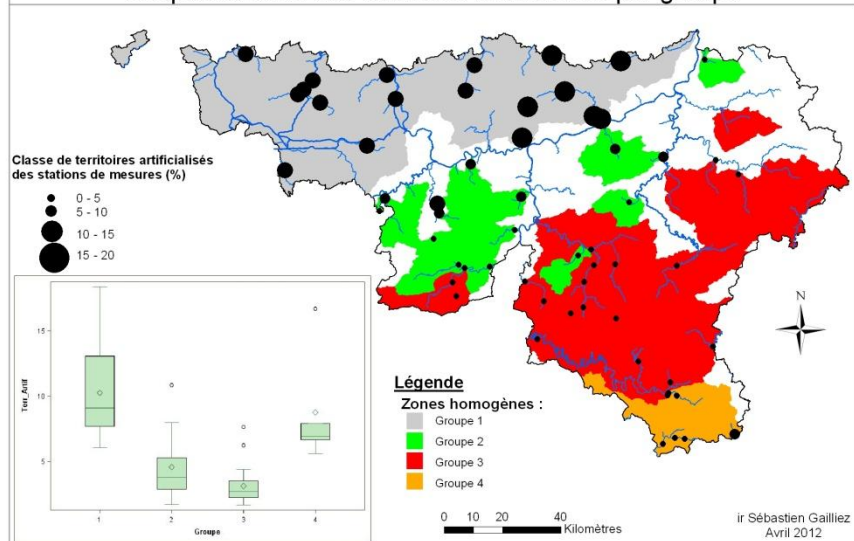 Classe de territoires artificialisés
des stations de mesures (%)
0 - 5
5 - 10
10 - 15
15 - 20
N
15
10
5
Terr_Artif
1
2
3
4
Groupe
Légende
Zones homogènes :
Groupe 1
Groupe 2
Groupe 3
Groupe 4
0 10 20 40
Kilomètres
ir Sébastien Gailliez
Avril 2012